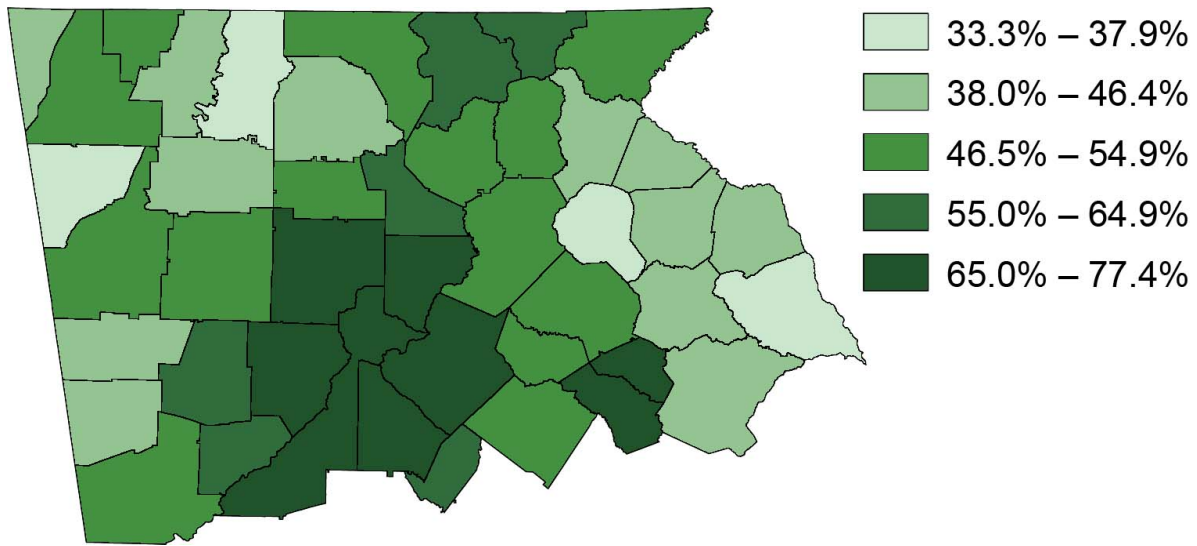 33.3% – 37.9%
38.0% – 46.4%
46.5% – 54.9%
55.0% – 64.9%
65.0% – 77.4%